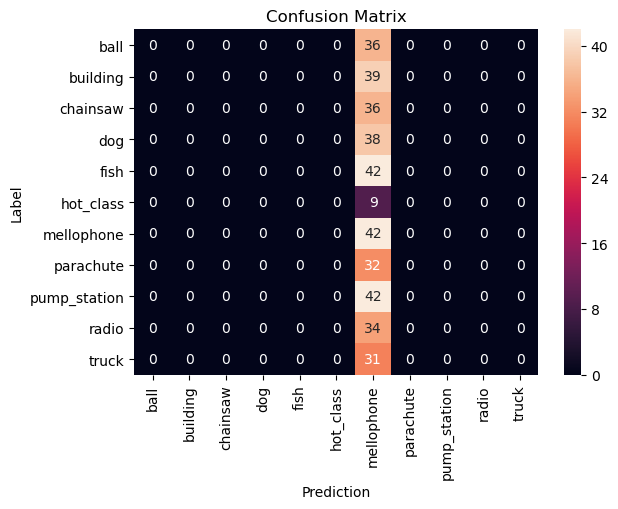 Confusion Matrix
Label
ball 0 0 0 0 0 0 36 0 0 0 0
building 0 0 0 0 0 0 39 0 0 0 0
chainsaw 0 0 0 0 0 0 36 0 0 0 0
dog 0 0 0 0 0 0 38 0 0 0 0
fish 0 0 0 0 0 0 42 0 0 0 0
hot_class 0 0 0 0 0 0 9 0 0 0 0
mellophone 0 0 0 0 0 0 42 0 0 0 0
parachute 0 0 0 0 0 0 32 0 0 0 0
pump_station 0 0 0 0 0 0 42 0 0 0 0
radio 0 0 0 0 0 0 34 0 0 0 0
truck 0 0 0 0 0 0 31 0 0 0 0
ball building chainsaw dog fish hot_class mellophone parachute pump_station radio truck
Prediction
40
32
24
16
8
0